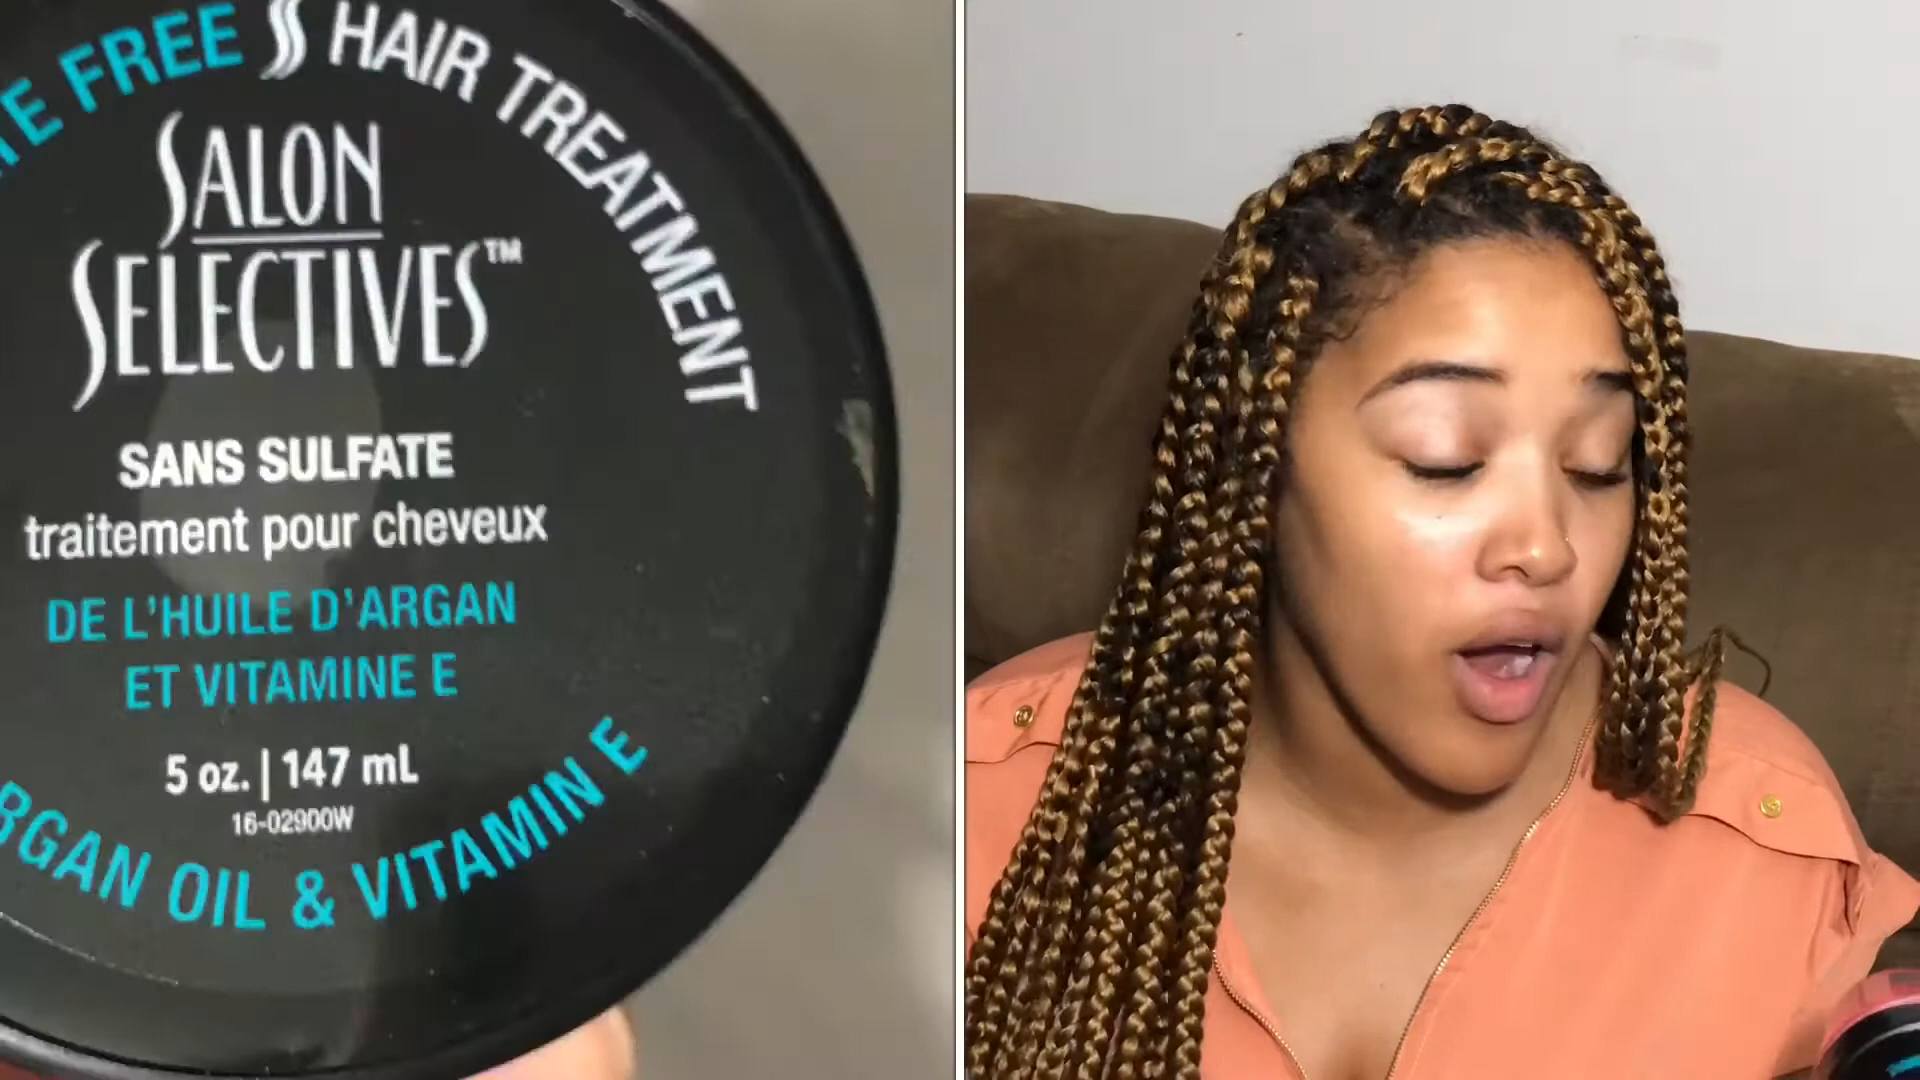 FREE
HAIR TREATMENT
SALON
SELECTIVES™
SANS SULFATE
traitement pour cheveux
DE L'HUILE D'ARGAN
ET VITAMINE E
5 oz. | 147 mL
16-02900W
OIL & VITAMIN E